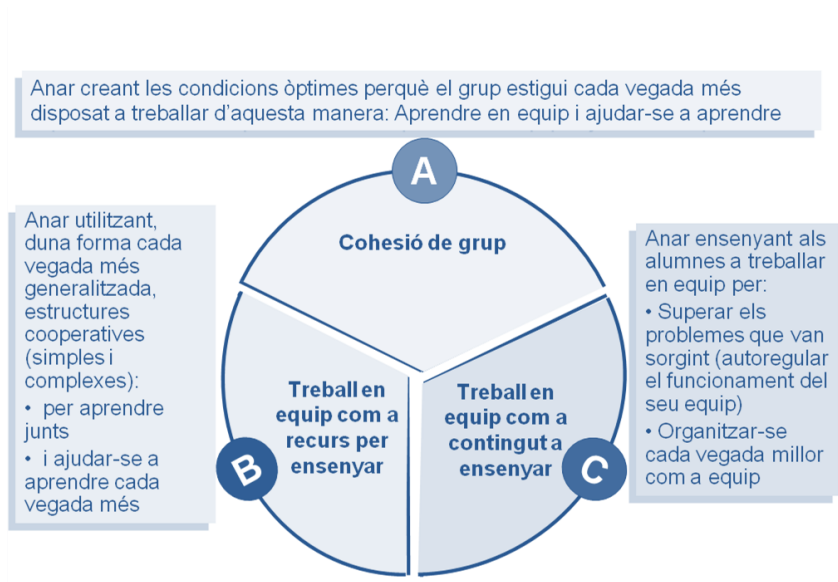 Anar creant les condicions òptimes perquè el grup estigui cada vegada més
disposat a treballar d'aquesta manera: Aprendre en equip i ajudar-se a aprendre
A
Cohesió de grup
Anar utilitzant,
duna forma cada
vegada més
generalitzada,
estructures
cooperatives
(simples i
complexes):
• per aprendre
junts
• i ajudar-se a
aprendre cada
vegada més
B
Treball en
equip com a
recurs per
ensenyar
Treball en
equip com a
contingut a
ensenyar
C
Anar ensenyant als
alumnes a treballar
en equip per:
• Superar els
problemes que van
sorgint (autoregular
el funcionament del
seu equip)
• Organitzar-se
cada vegada millor
com a equip